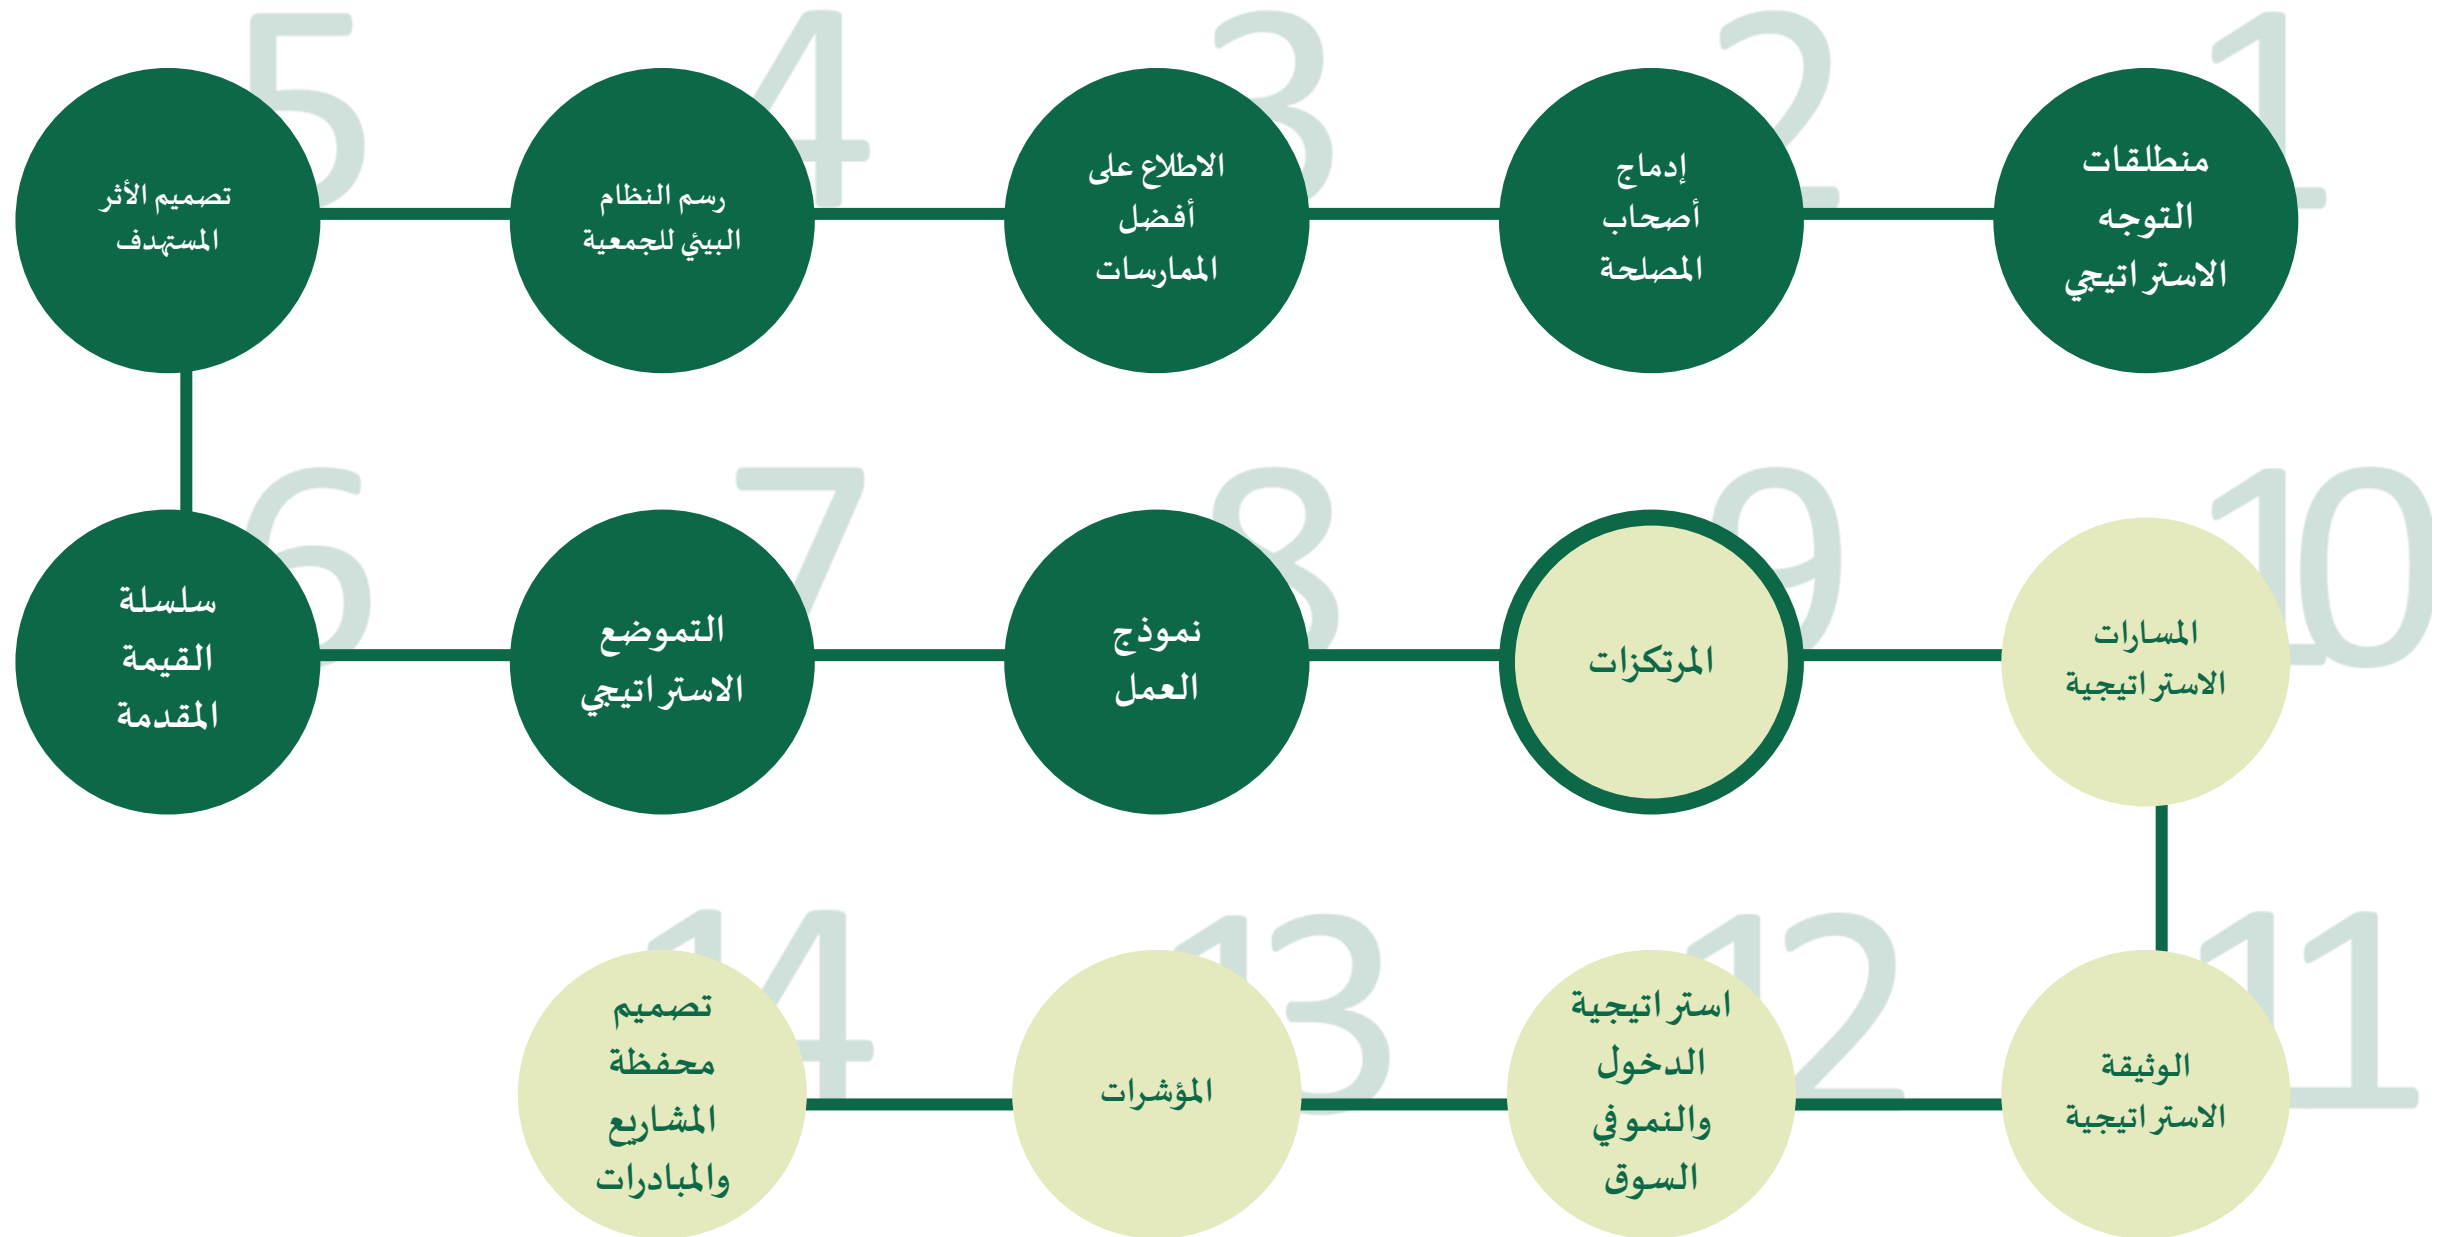 1
منطلقات
التوجه
الاستراتيجي
2
إدماج
أصحاب
المصلحة
3
الاطلاع على
أفضل
الممارسات
4
رسم النظام
البيئي للجمعية
5
تصميم الأثر
المستهدف
6
سلسلة
القيمة
المقدمة
7
التموضع
الاستراتيجي
8
نموذج
العمل
9
المرتكزات
10
المسارات
الاستراتيجية
11
الوثيقة
الاستراتيجية
12
استراتيجية
الدخول
والنمو في
السوق
13
المؤشرات
14
تصميم
محفظة
المشاريع
والمبادرات